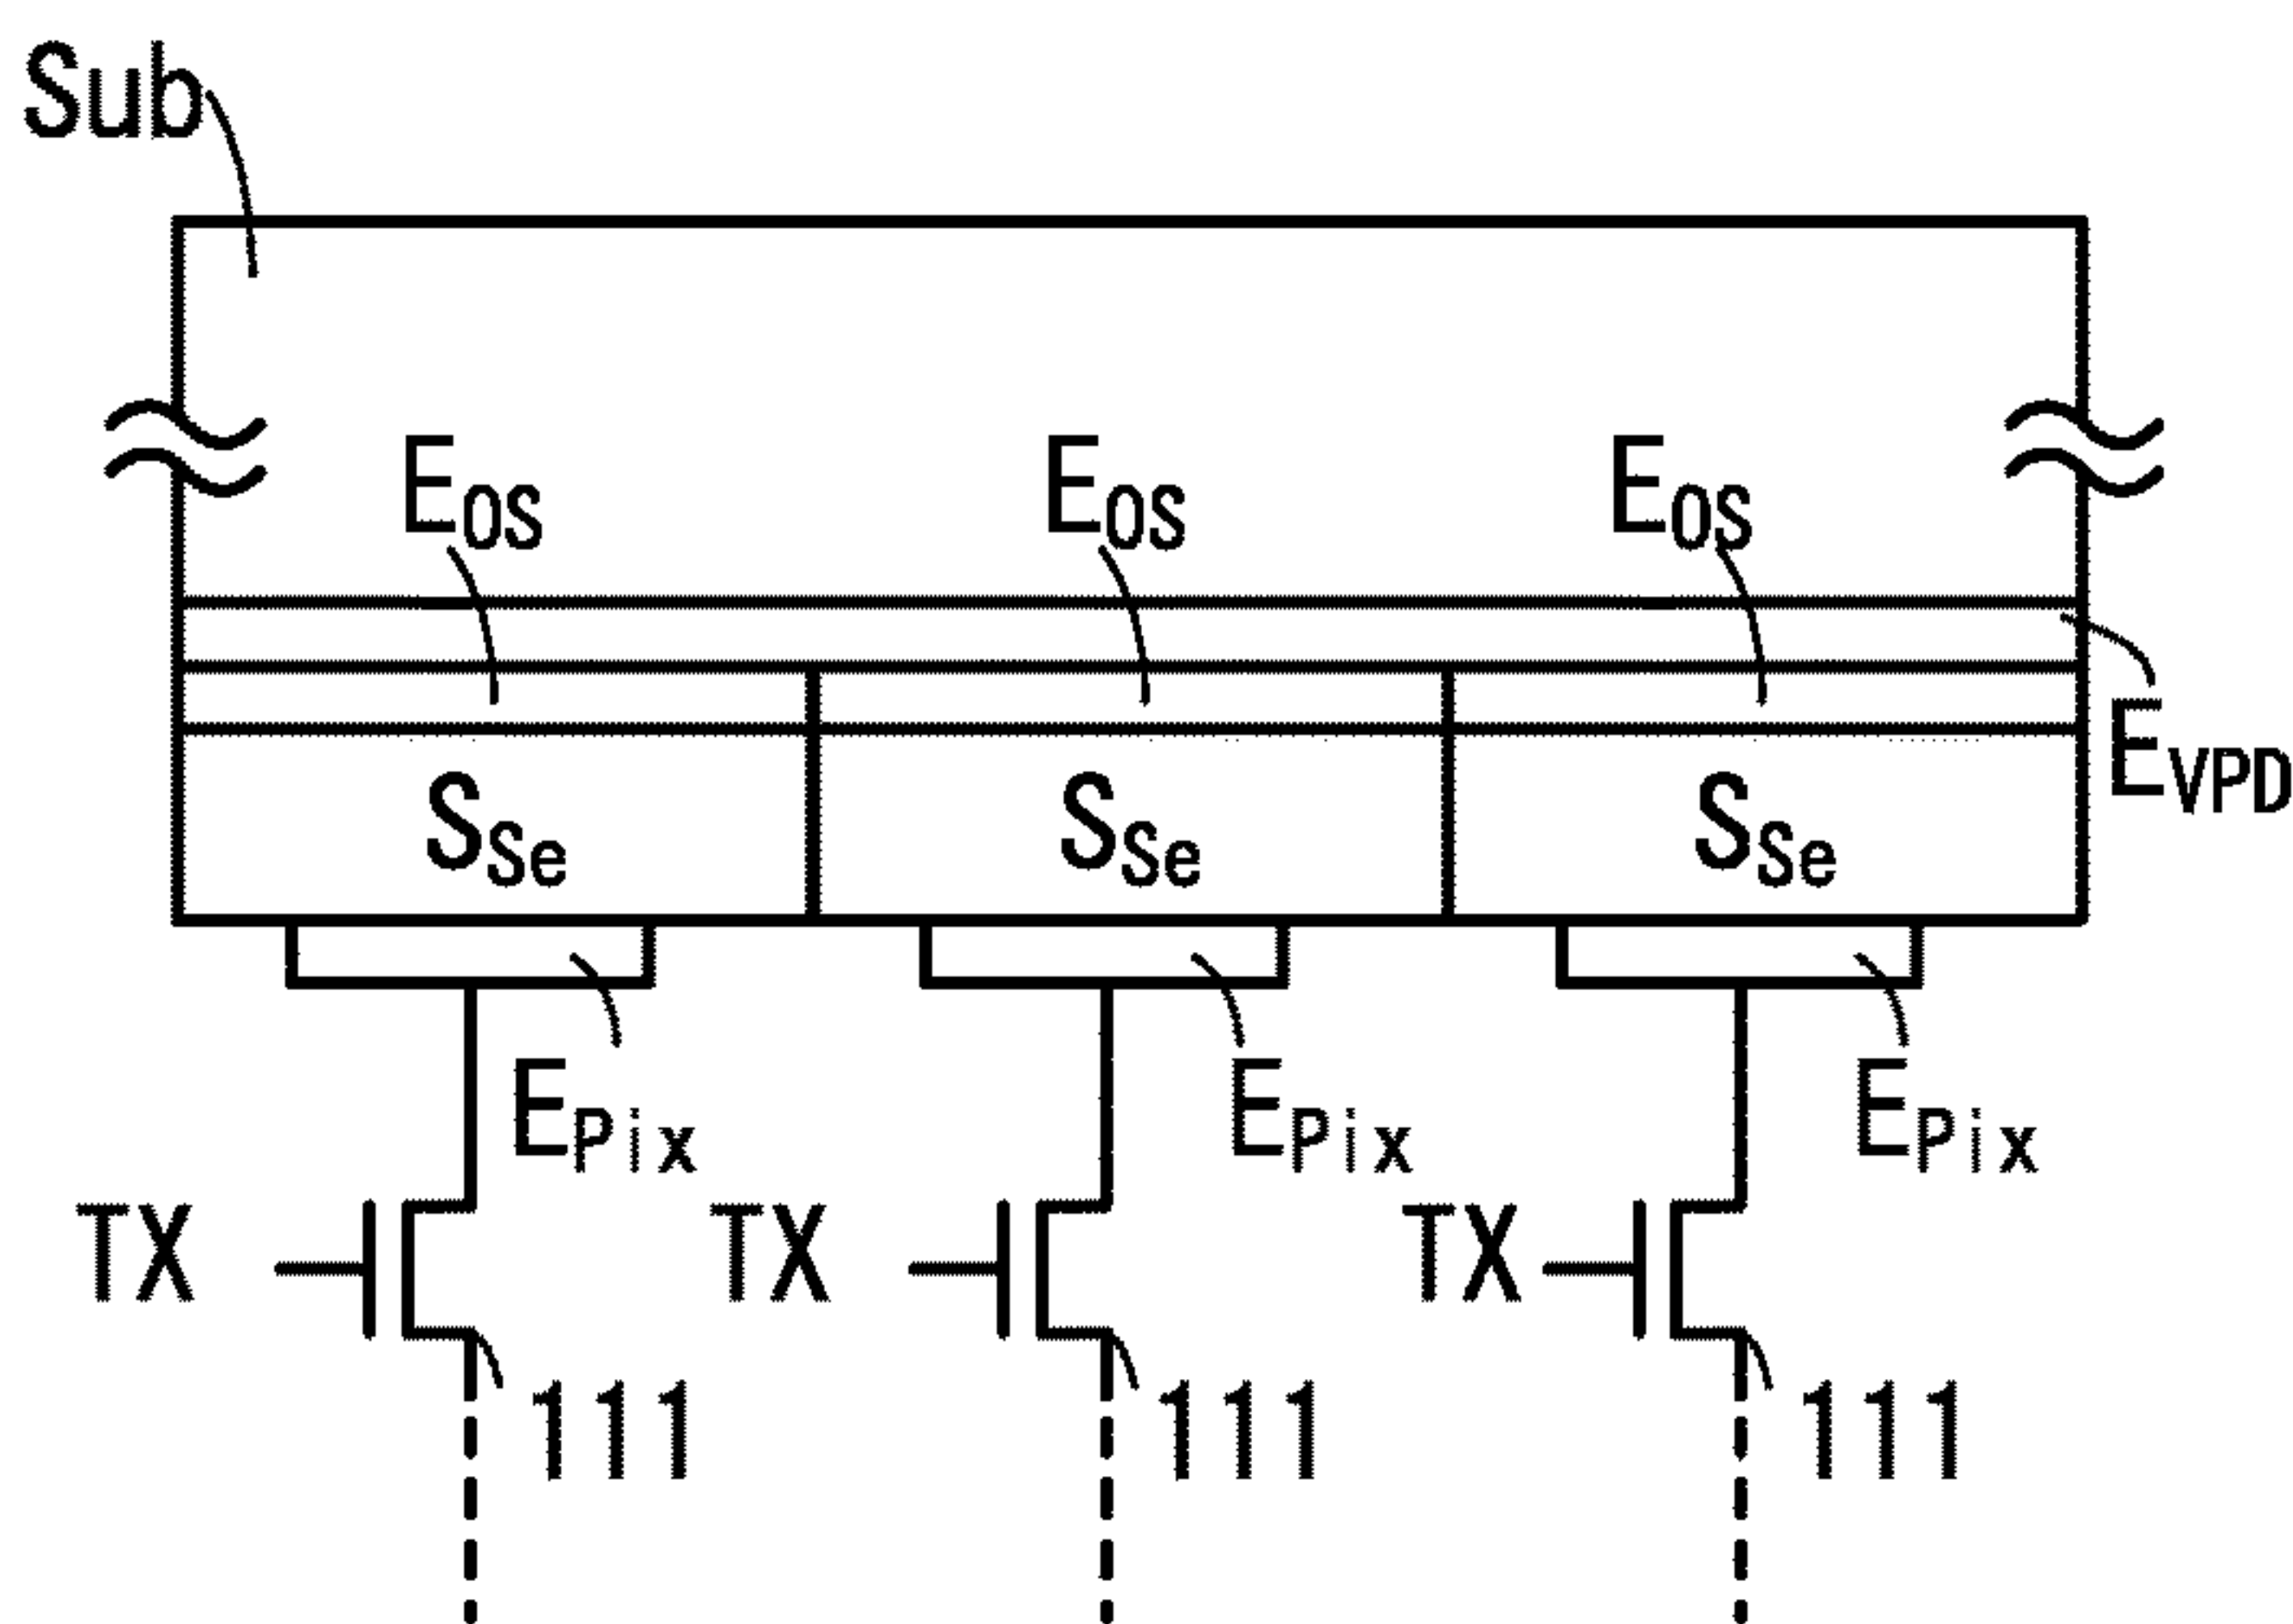 Sub
EOS EOS EOS
EVPD
SSe SSe SSe
EPix EPix EPix
TX TX TX
111 111 111